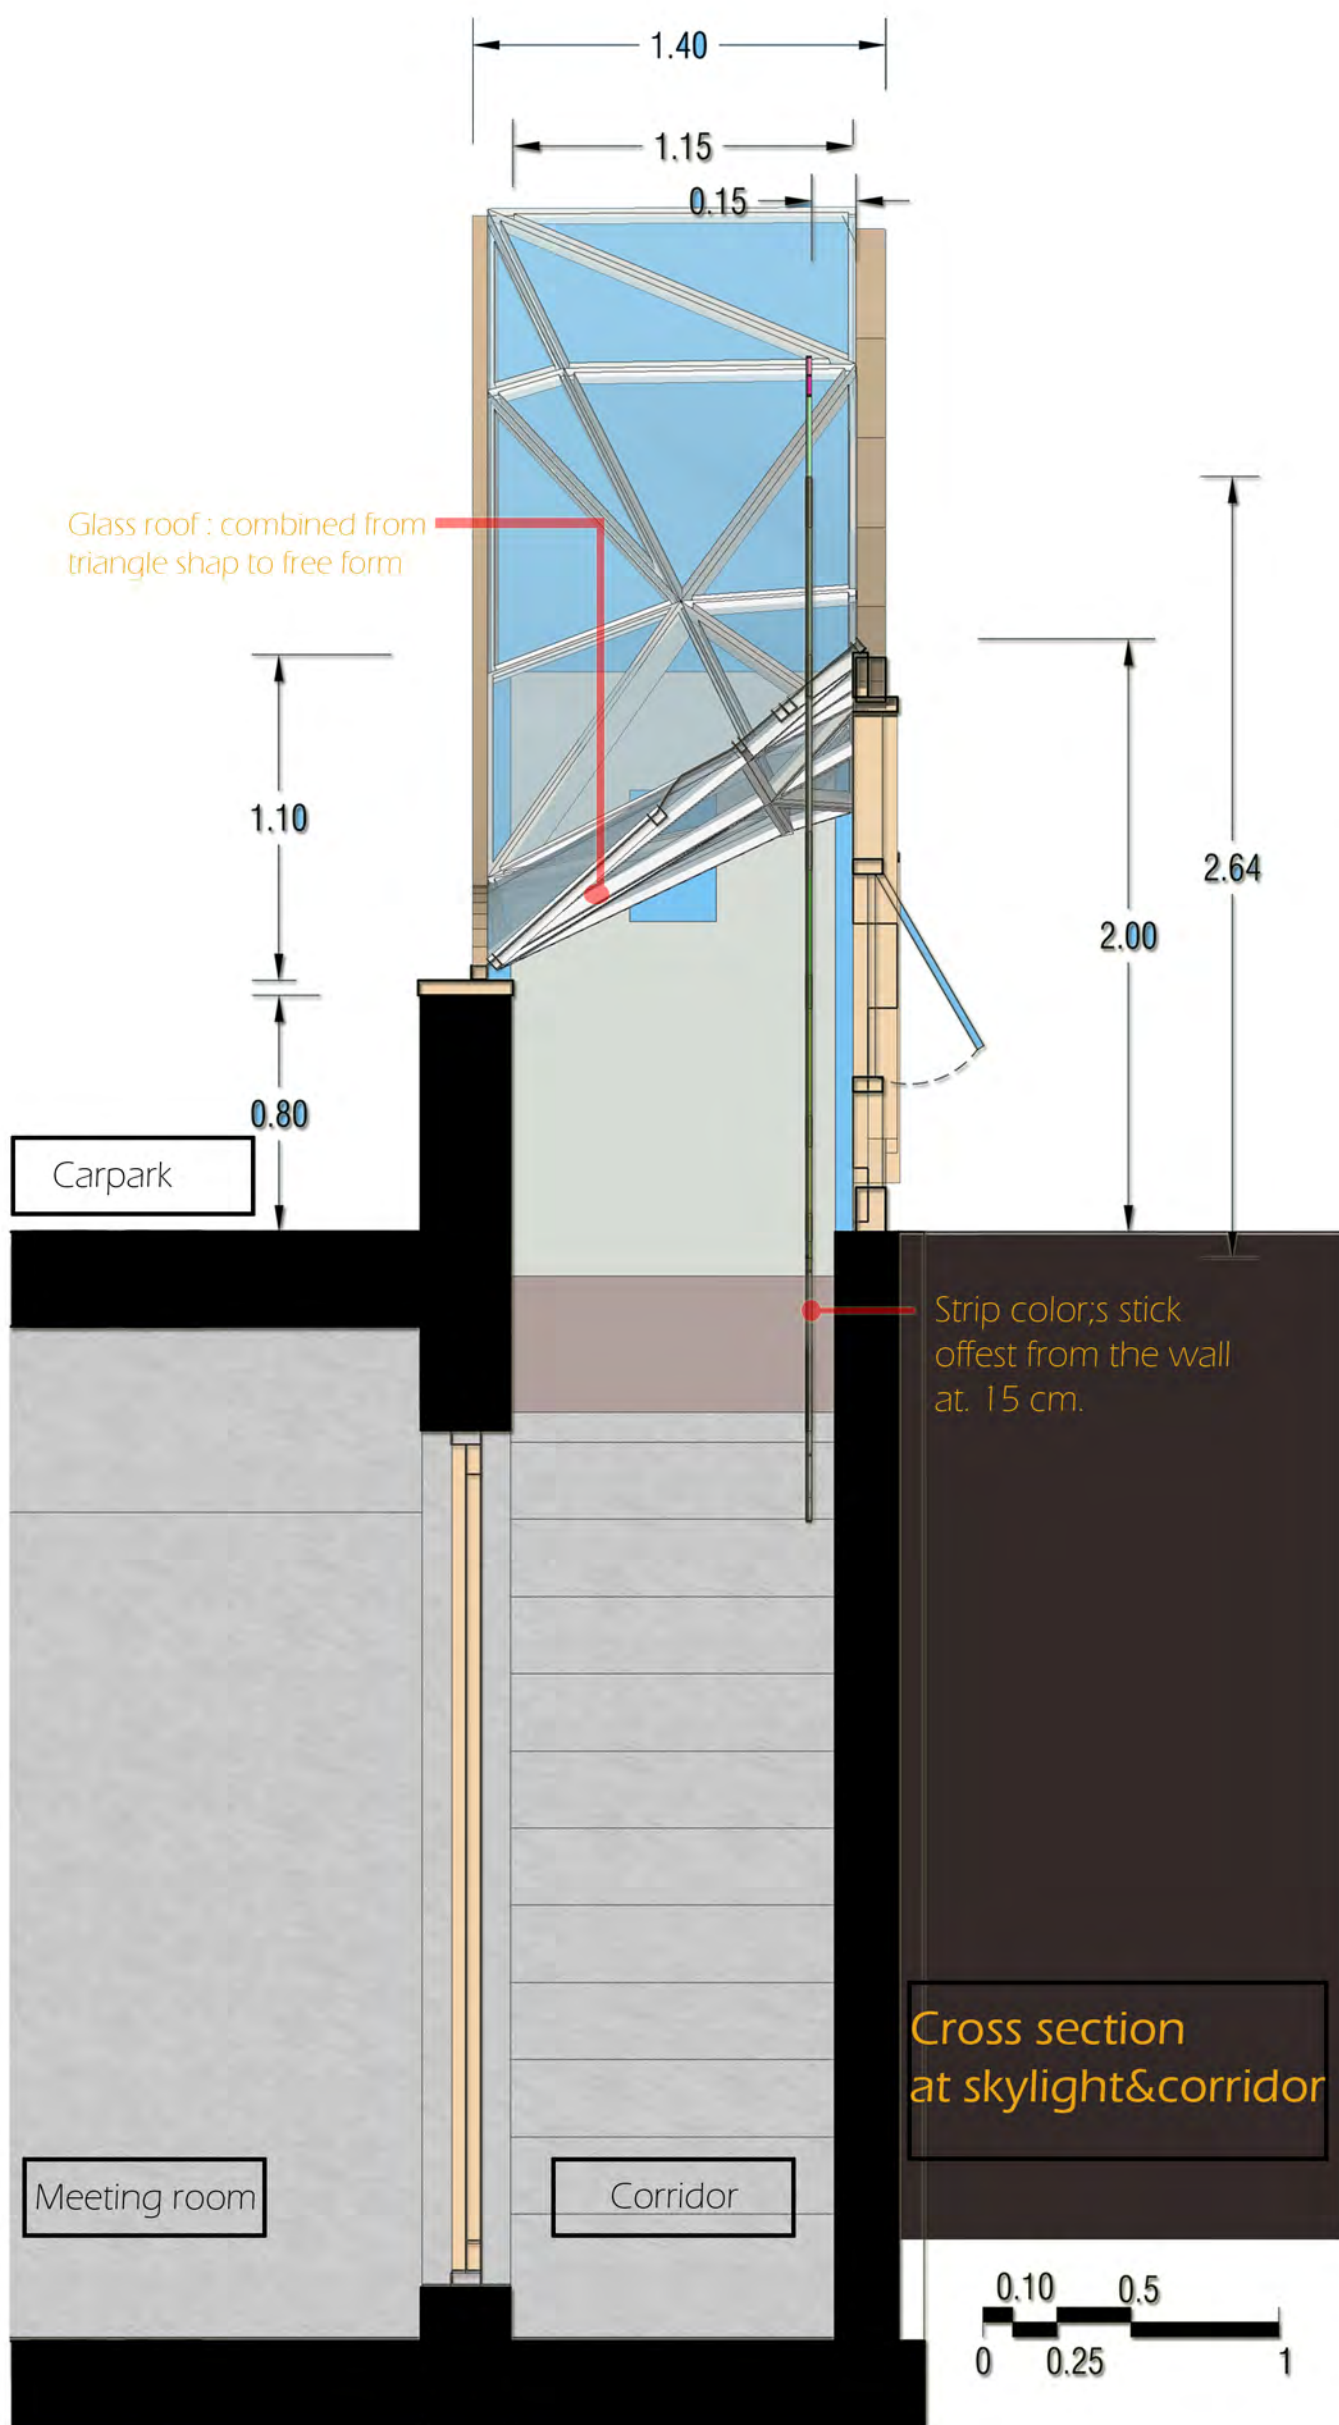 1.40
1.15
0.15
Glass roof : combined from
triangle shap to free form
1.10
2.64
2.00
0.80
Carpark
Strip color;s stick
offest from the wall
at. 15 cm.
Cross section
at skylight&corridor
Meeting room
Corridor
0.10 0.5
0 0.25 1